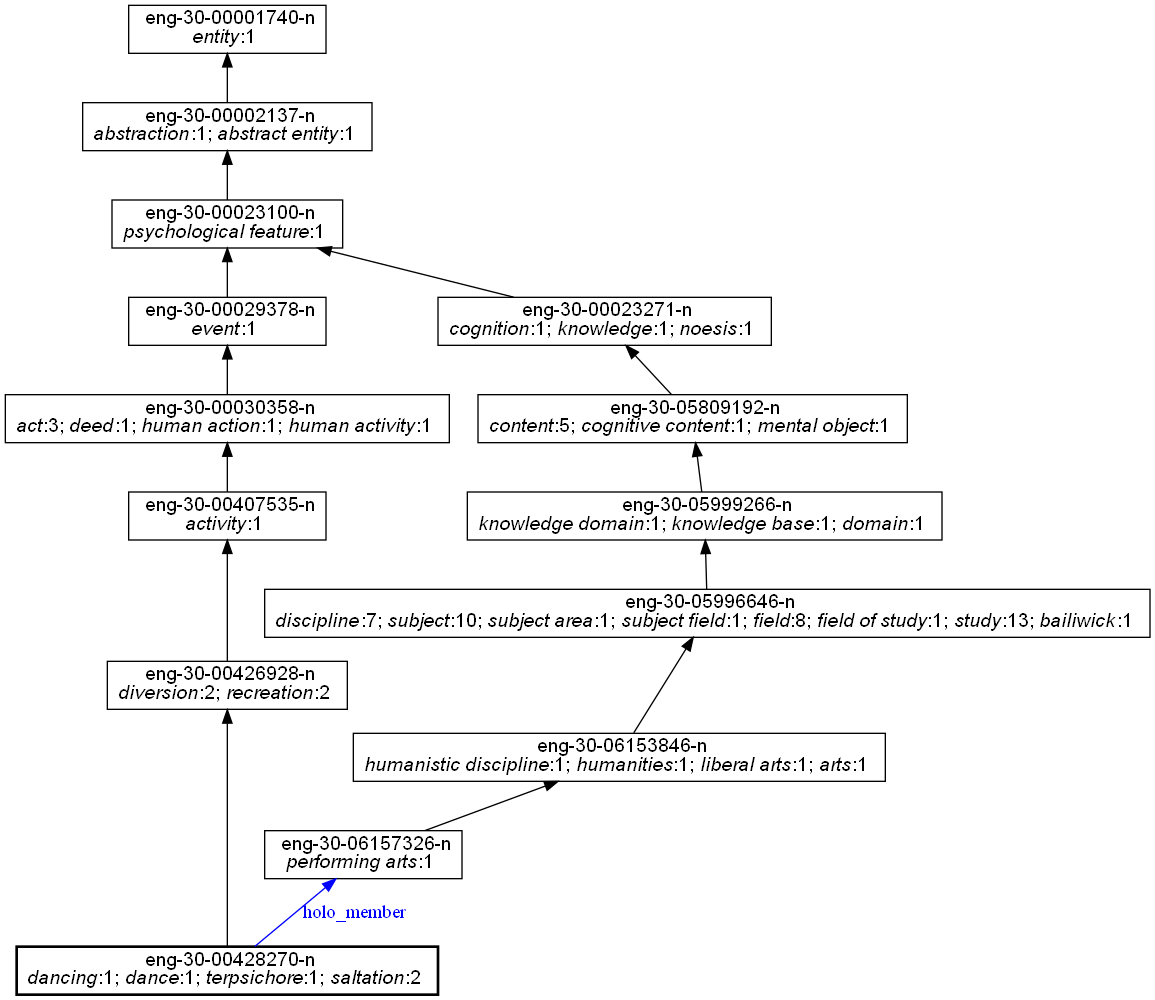 eng-30-00001740-n
entity:1
eng-30-00002137-n
abstraction:1; abstract entity:1
eng-30-00023100-n
psychological feature:1
eng-30-00029378-n
event:1
eng-30-00023271-n
cognition:1; knowledge:1; noesis:1
eng-30-00030358-n
act:3; deed:1; human action:1; human activity:1
eng-30-05809192-n
content:5; cognitive content:1; mental object:1
eng-30-00407535-n
activity:1
eng-30-05999266-n
knowledge domain:1; knowledge base:1; domain:1
eng-30-05996646-n
discipline:7; subject:10; subject area:1; subject field:1; field:8; field of study:1; study:13; bailiwick:1
eng-30-00426928-n
diversion:2; recreation:2
eng-30-06153846-n
humanistic discipline:1; humanities:1; liberal arts:1; arts:1
eng-30-06157326-n
performing arts:1
holo_member
eng-30-00428270-n
dancing:1; dance:1; terpsichore:1; saltation:2